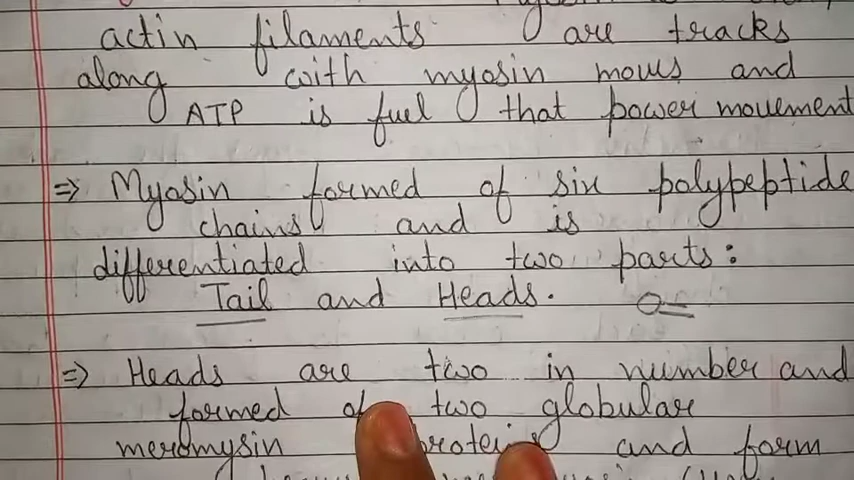 actin filaments are tracks
along with myosin movs and
ATP is fuel that power movement
=> Myosin formed of six polypeptide
chains and is
differentiated into two parts:
Tail and Heads.
=> Heads are two in number and
formed of two globular
meromysin proteins and form